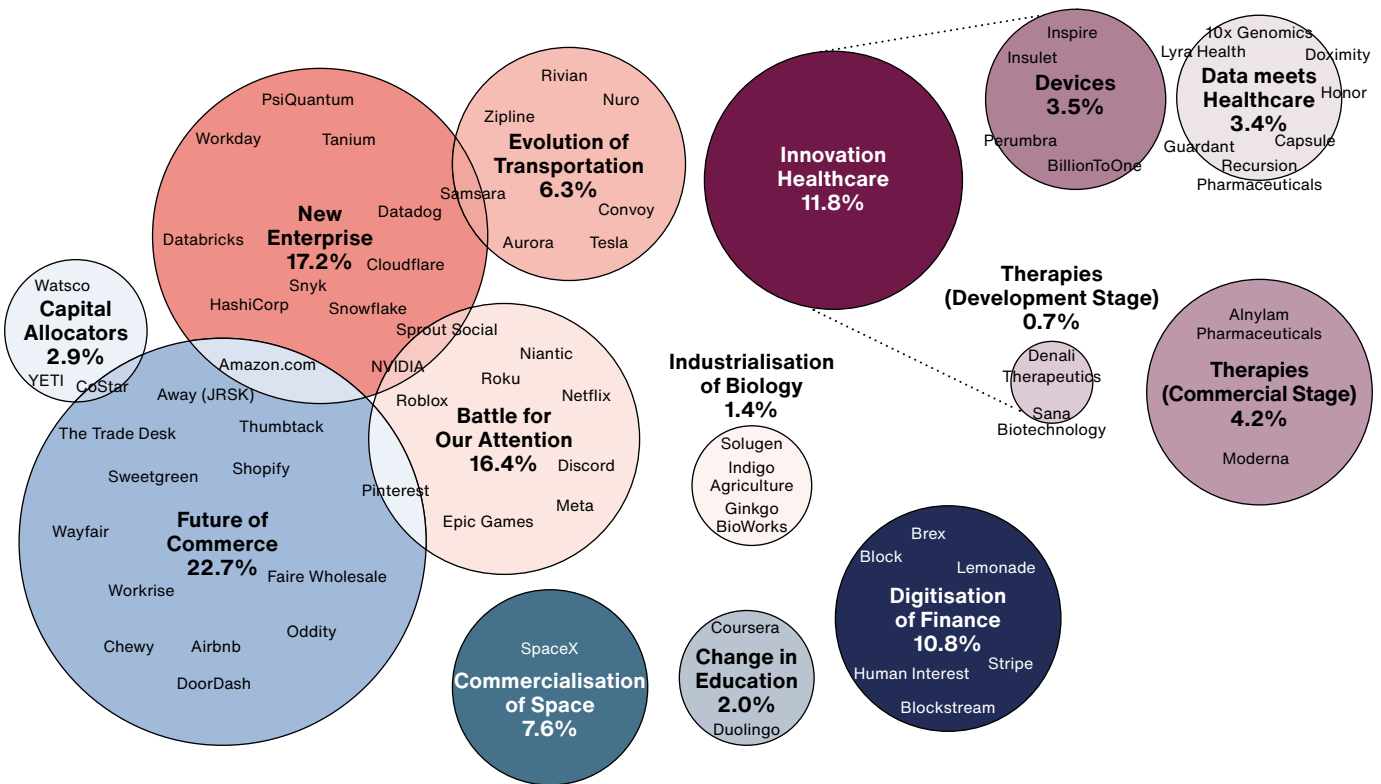 PsiQuantum
Workday
Tanium
New
Enterprise
17.2%
Datadog
Databricks
Cloudflare
Snyk
HashiCorp
Snowflake
Samsara
Sprout Social
NVIDIA
Amazon.com
Rivian
Nuro
Zipline
Evolution of
Transportation
6.3%
Convoy
Aurora
Tesla
Watsco
Capital
Allocators
2.9%
YETI
CoStar
Away (JRSK)
The Trade Desk
Thumbtack
Sweetgreen
Shopify
Wayfair
Future of
Commerce
22.7%
Faire Wholesale
Workrise
Oddity
Chewy
Airbnb
DoorDash
Pinterest
Niantic
Roku
Roblox
Netflix
Battle for
Our Attention
16.4%
Discord
Meta
Epic Games
Innovation
Healthcare
11.8%
Inspire
Insulet
Devices
3.5%
Perumbra
BillionToOne
10x Genomics
Lyra Health
Doximity
Data meets
Healthcare
3.4%
Honor
Guardant
Capsule
Recursion
Pharmaceuticals
Therapies
(Development Stage)
0.7%
Denali
Therapeutics
Sana
Biotechnology
Alnylam
Pharmaceuticals
Therapies
(Commercial Stage)
4.2%
Moderna
Industrialisation
of Biology
1.4%
Solugen
Indigo
Agriculture
Ginkgo
BioWorks
SpaceX
Commercialisation
of Space
7.6%
Coursera
Change in
Education
2.0%
Duolingo
Brex
Block
Lemonade
Digitisation
of Finance
10.8%
Human Interest
Stripe
Blockstream